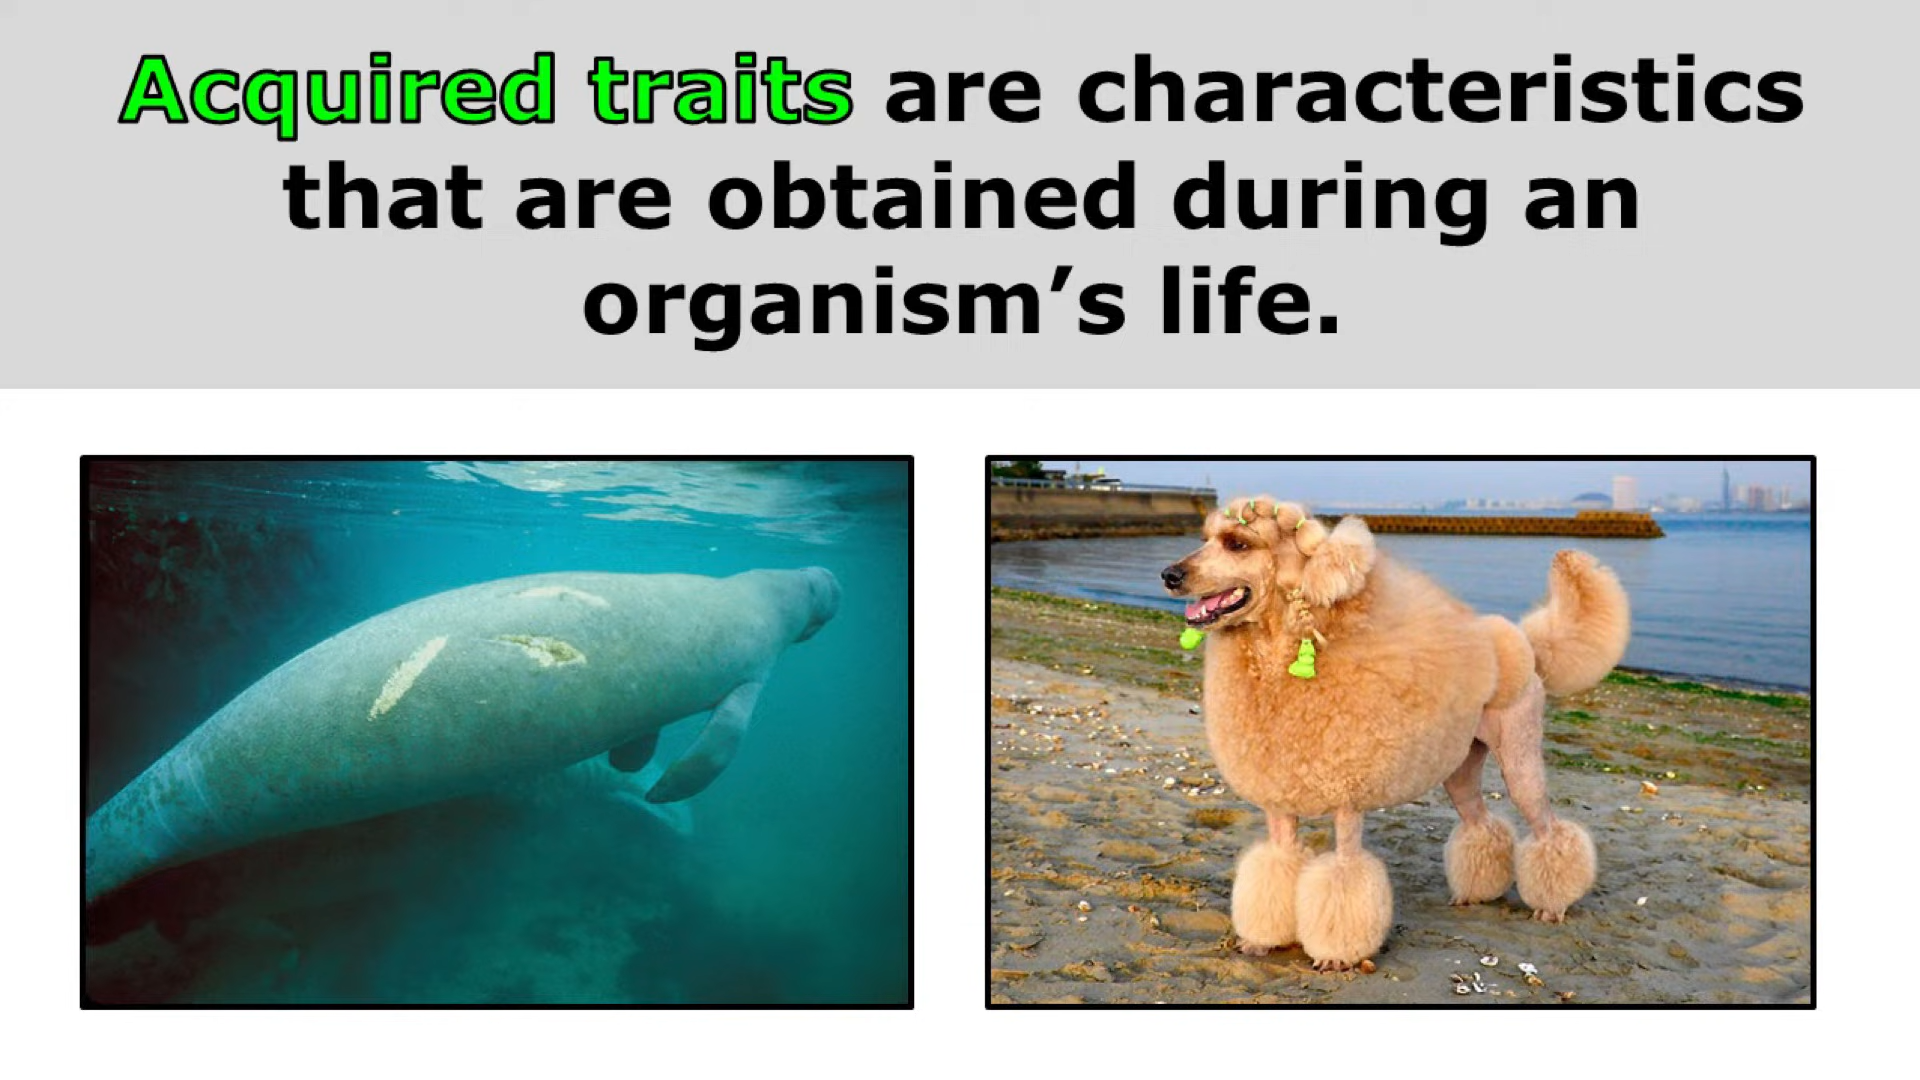 Acquired traits are characteristics
that are obtained during an
organism’s life.